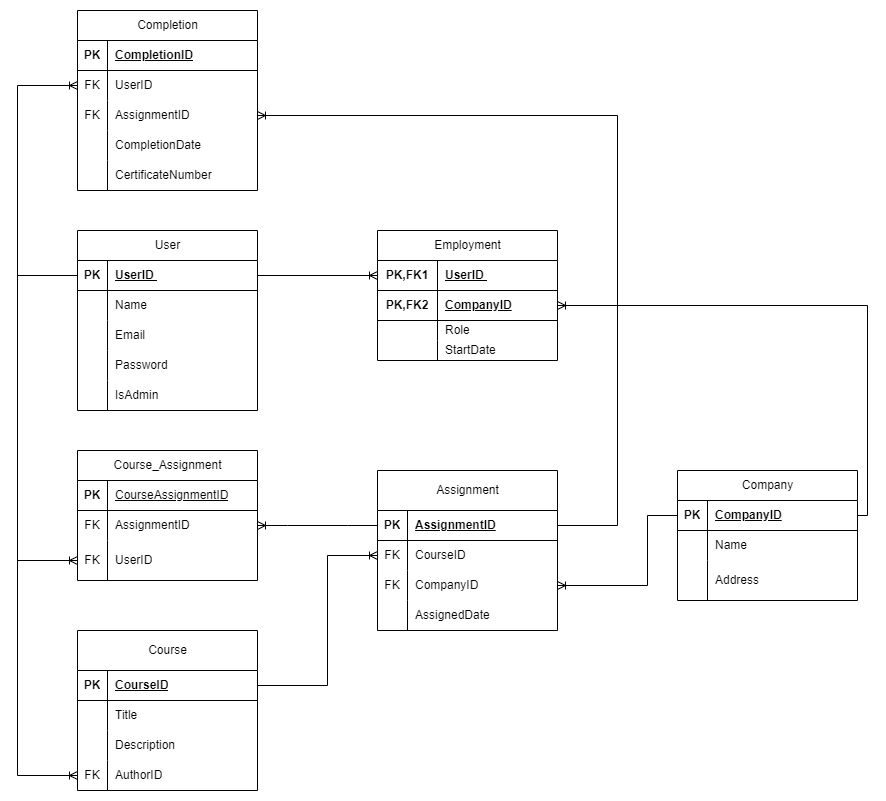 Completion
PK CompletionID
FK UserID
FK AssignmentID
CompletionDate
CertificateNumber
User
PK UserID
Name
Email
Password
IsAdmin
Employment
PK,FK1 UserID
PK,FK2 CompanyID
Role
StartDate
Course_Assignment
PK CourseAssignmentID
FK AssignmentID
FK UserID
Assignment
PK AssignmentID
FK CourseID
FK CompanyID
AssignedDate
Company
PK CompanyID
Name
Address
Course
PK CourseID
Title
Description
FK AuthorID